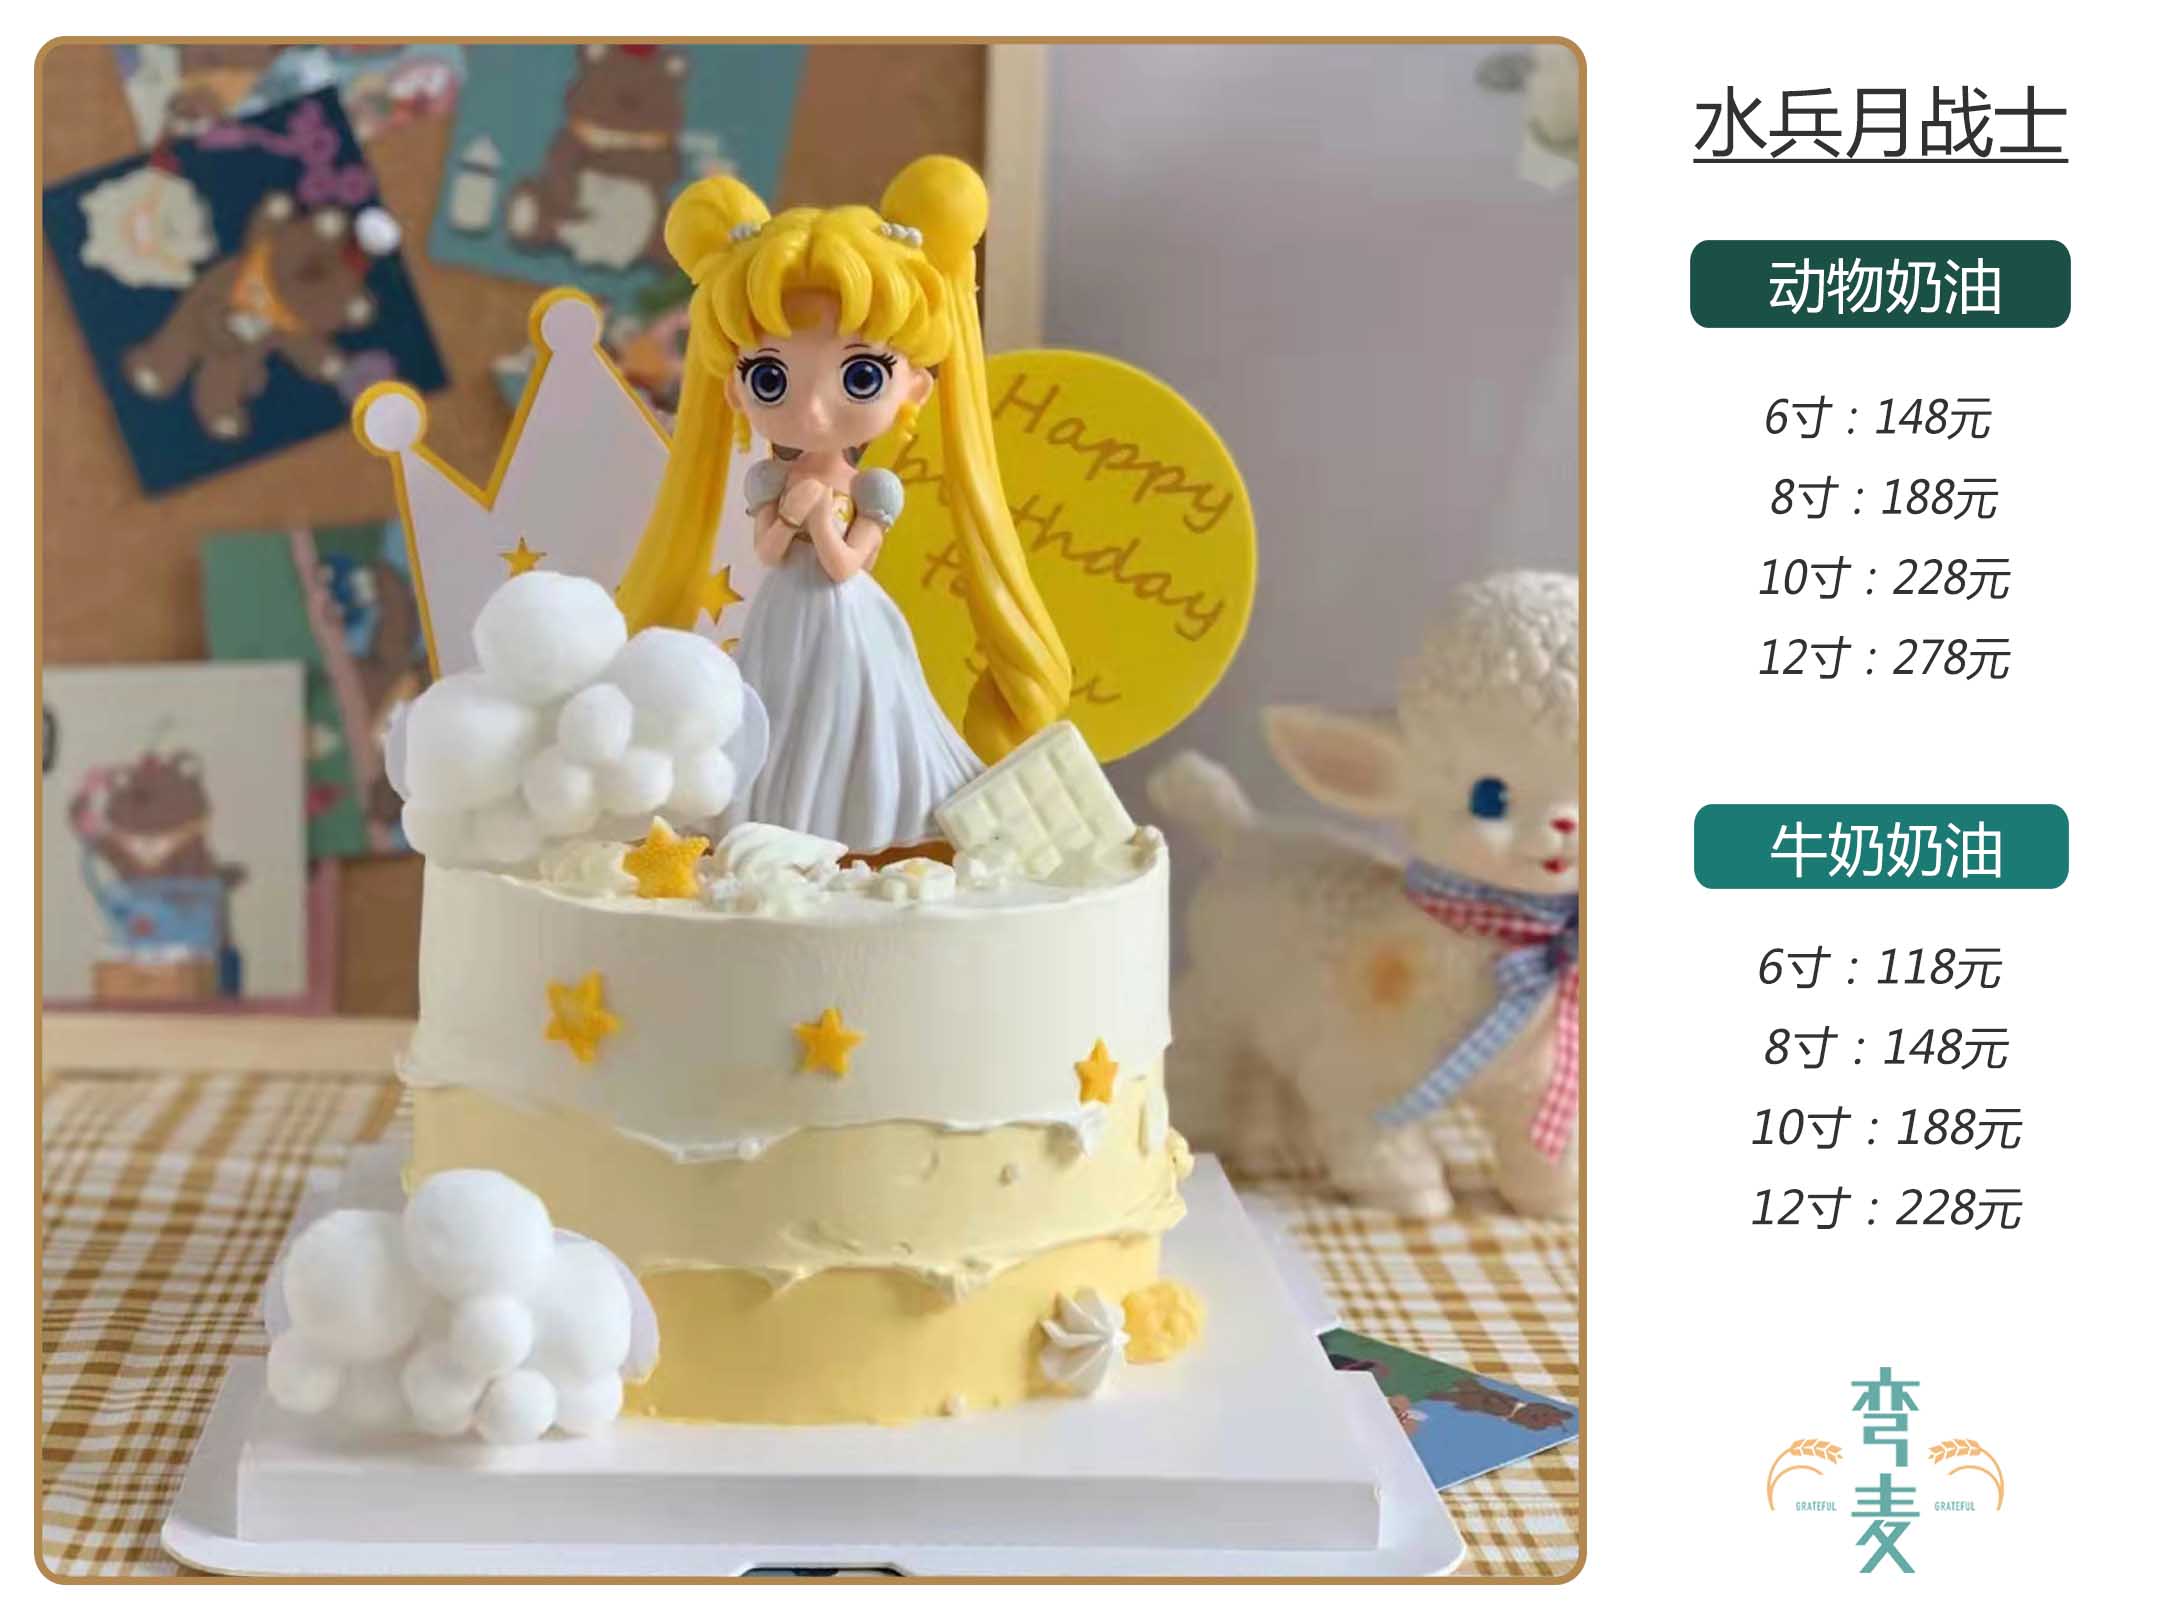 水兵月战士
动物奶油
6寸：148元
8寸：188元
10寸：228元
12寸：278元
牛奶奶油
6寸：118元
8寸：148元
10寸：188元
12寸：228元
Happy
birthday
to
弯麦
GRATEFUL GRATEFUL